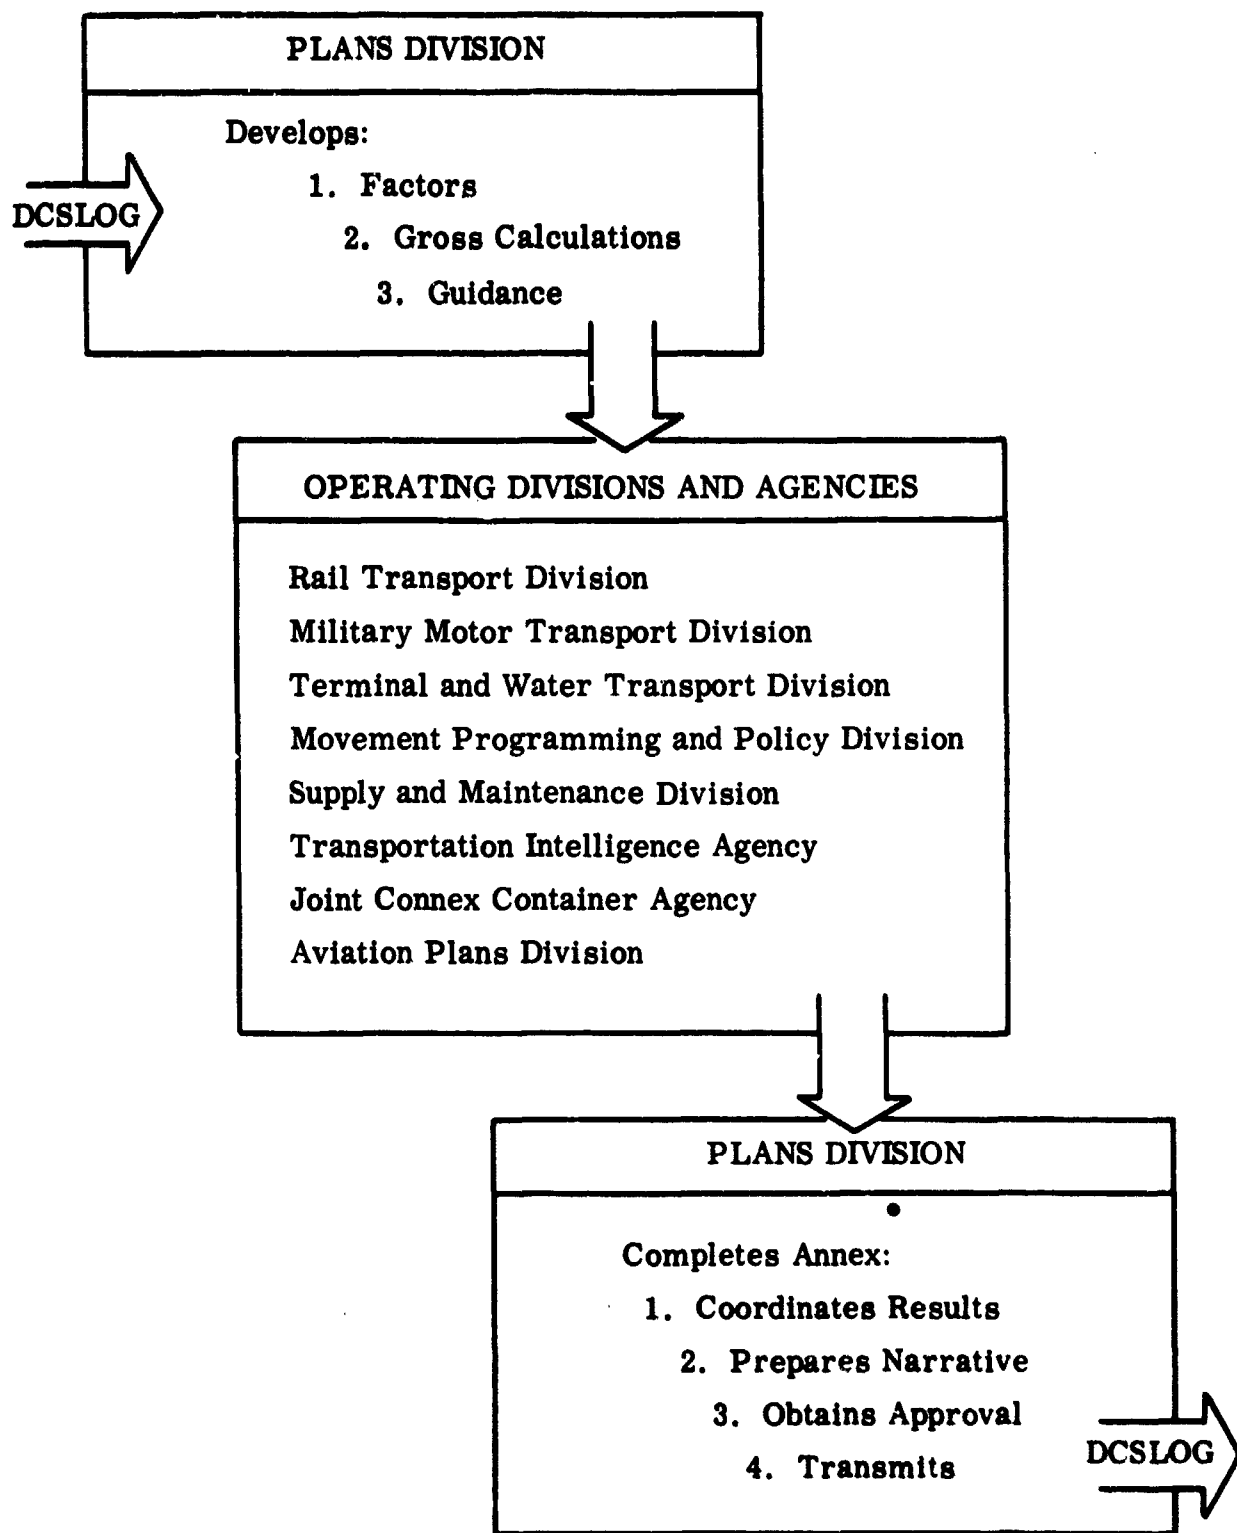 PLANS DIVISION
Develops:
1. Factors
DCSLOG
2. Gross Calculations
3. Guidance
OPERATING DIVISIONS AND AGENCIES
Rail Transport Division
Military Motor Transport Division
Terminal and Water Transport Division
Movement Programming and Policy Division
Supply and Maintenance Division
Transportation Intelligence Agency
Joint Connex Container Agency
Aviation Plans Division
PLANS DIVISION
Completes Annex:
1. Coordinates Results
2. Prepares Narrative
3. Obtains Approval
DCSLOG
4. Transmits